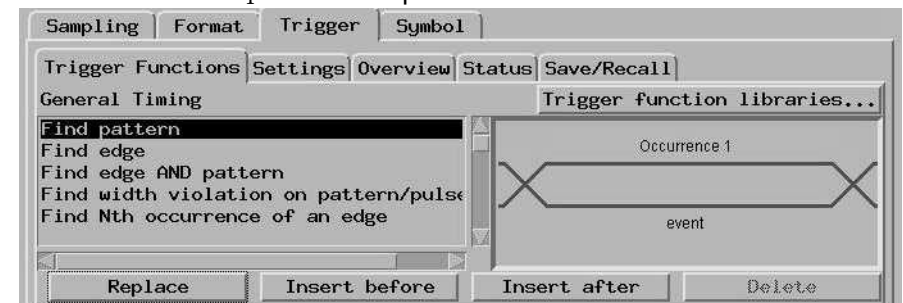 Sampling Format Trigger Symbol
Trigger Functions Settings Overview Status Save/Recall
General Timing Trigger function libraries...
Find pattern
Find edge
Find edge AND pattern
Find width violation on pattern/pulse
Find Nth occurrence of an edge
Occurrence 1
event
Replace Insert before Insert after Delete